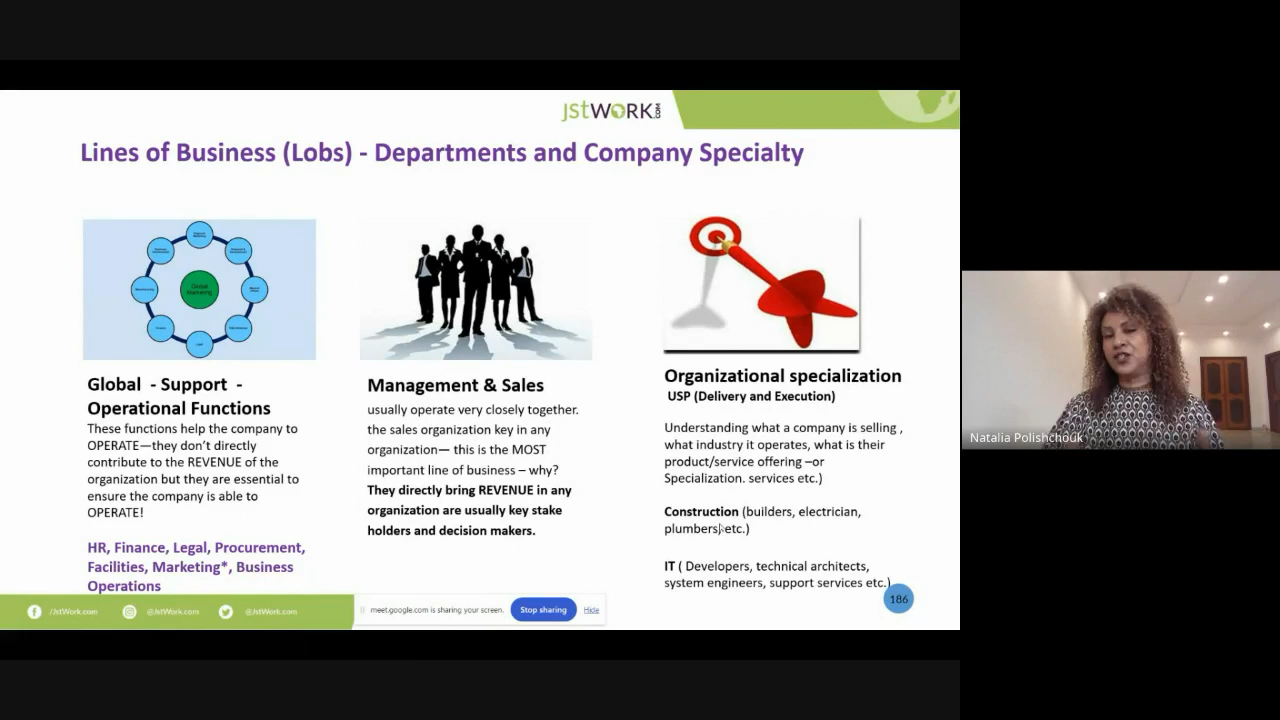 JSTWORK.COM
Lines of Business (Lobs) - Departments and Company Specialty
Global Marketing
Global - Support -
Operational Functions
These functions help the company to
OPERATE—they don't directly
contribute to the REVENUE of the
organization but they are essential to
ensure the company is able to
OPERATE!
HR, Finance, Legal, Procurement,
Facilities, Marketing*, Business
Operations
Management & Sales
usually operate very closely together.
the sales organization key in any
organization— this is the MOST
important line of business – why?
They directly bring REVENUE in any
organization are usually key stake
holders and decision makers.
Organizational specialization
USP (Delivery and Execution)
Understanding what a company is selling ,
what industry it operates, what is their
product/service offering –or
Specialization. services etc.)
Construction (builders, electrician,
plumbers,etc.)
IT ( Developers, technical architects,
system engineers, support services etc.)
186
/JstWork.com
@JstWork.com
@JstWork.com
meet.google.com is sharing your screen.
Stop sharing
Hide
Natalia Polishchouk